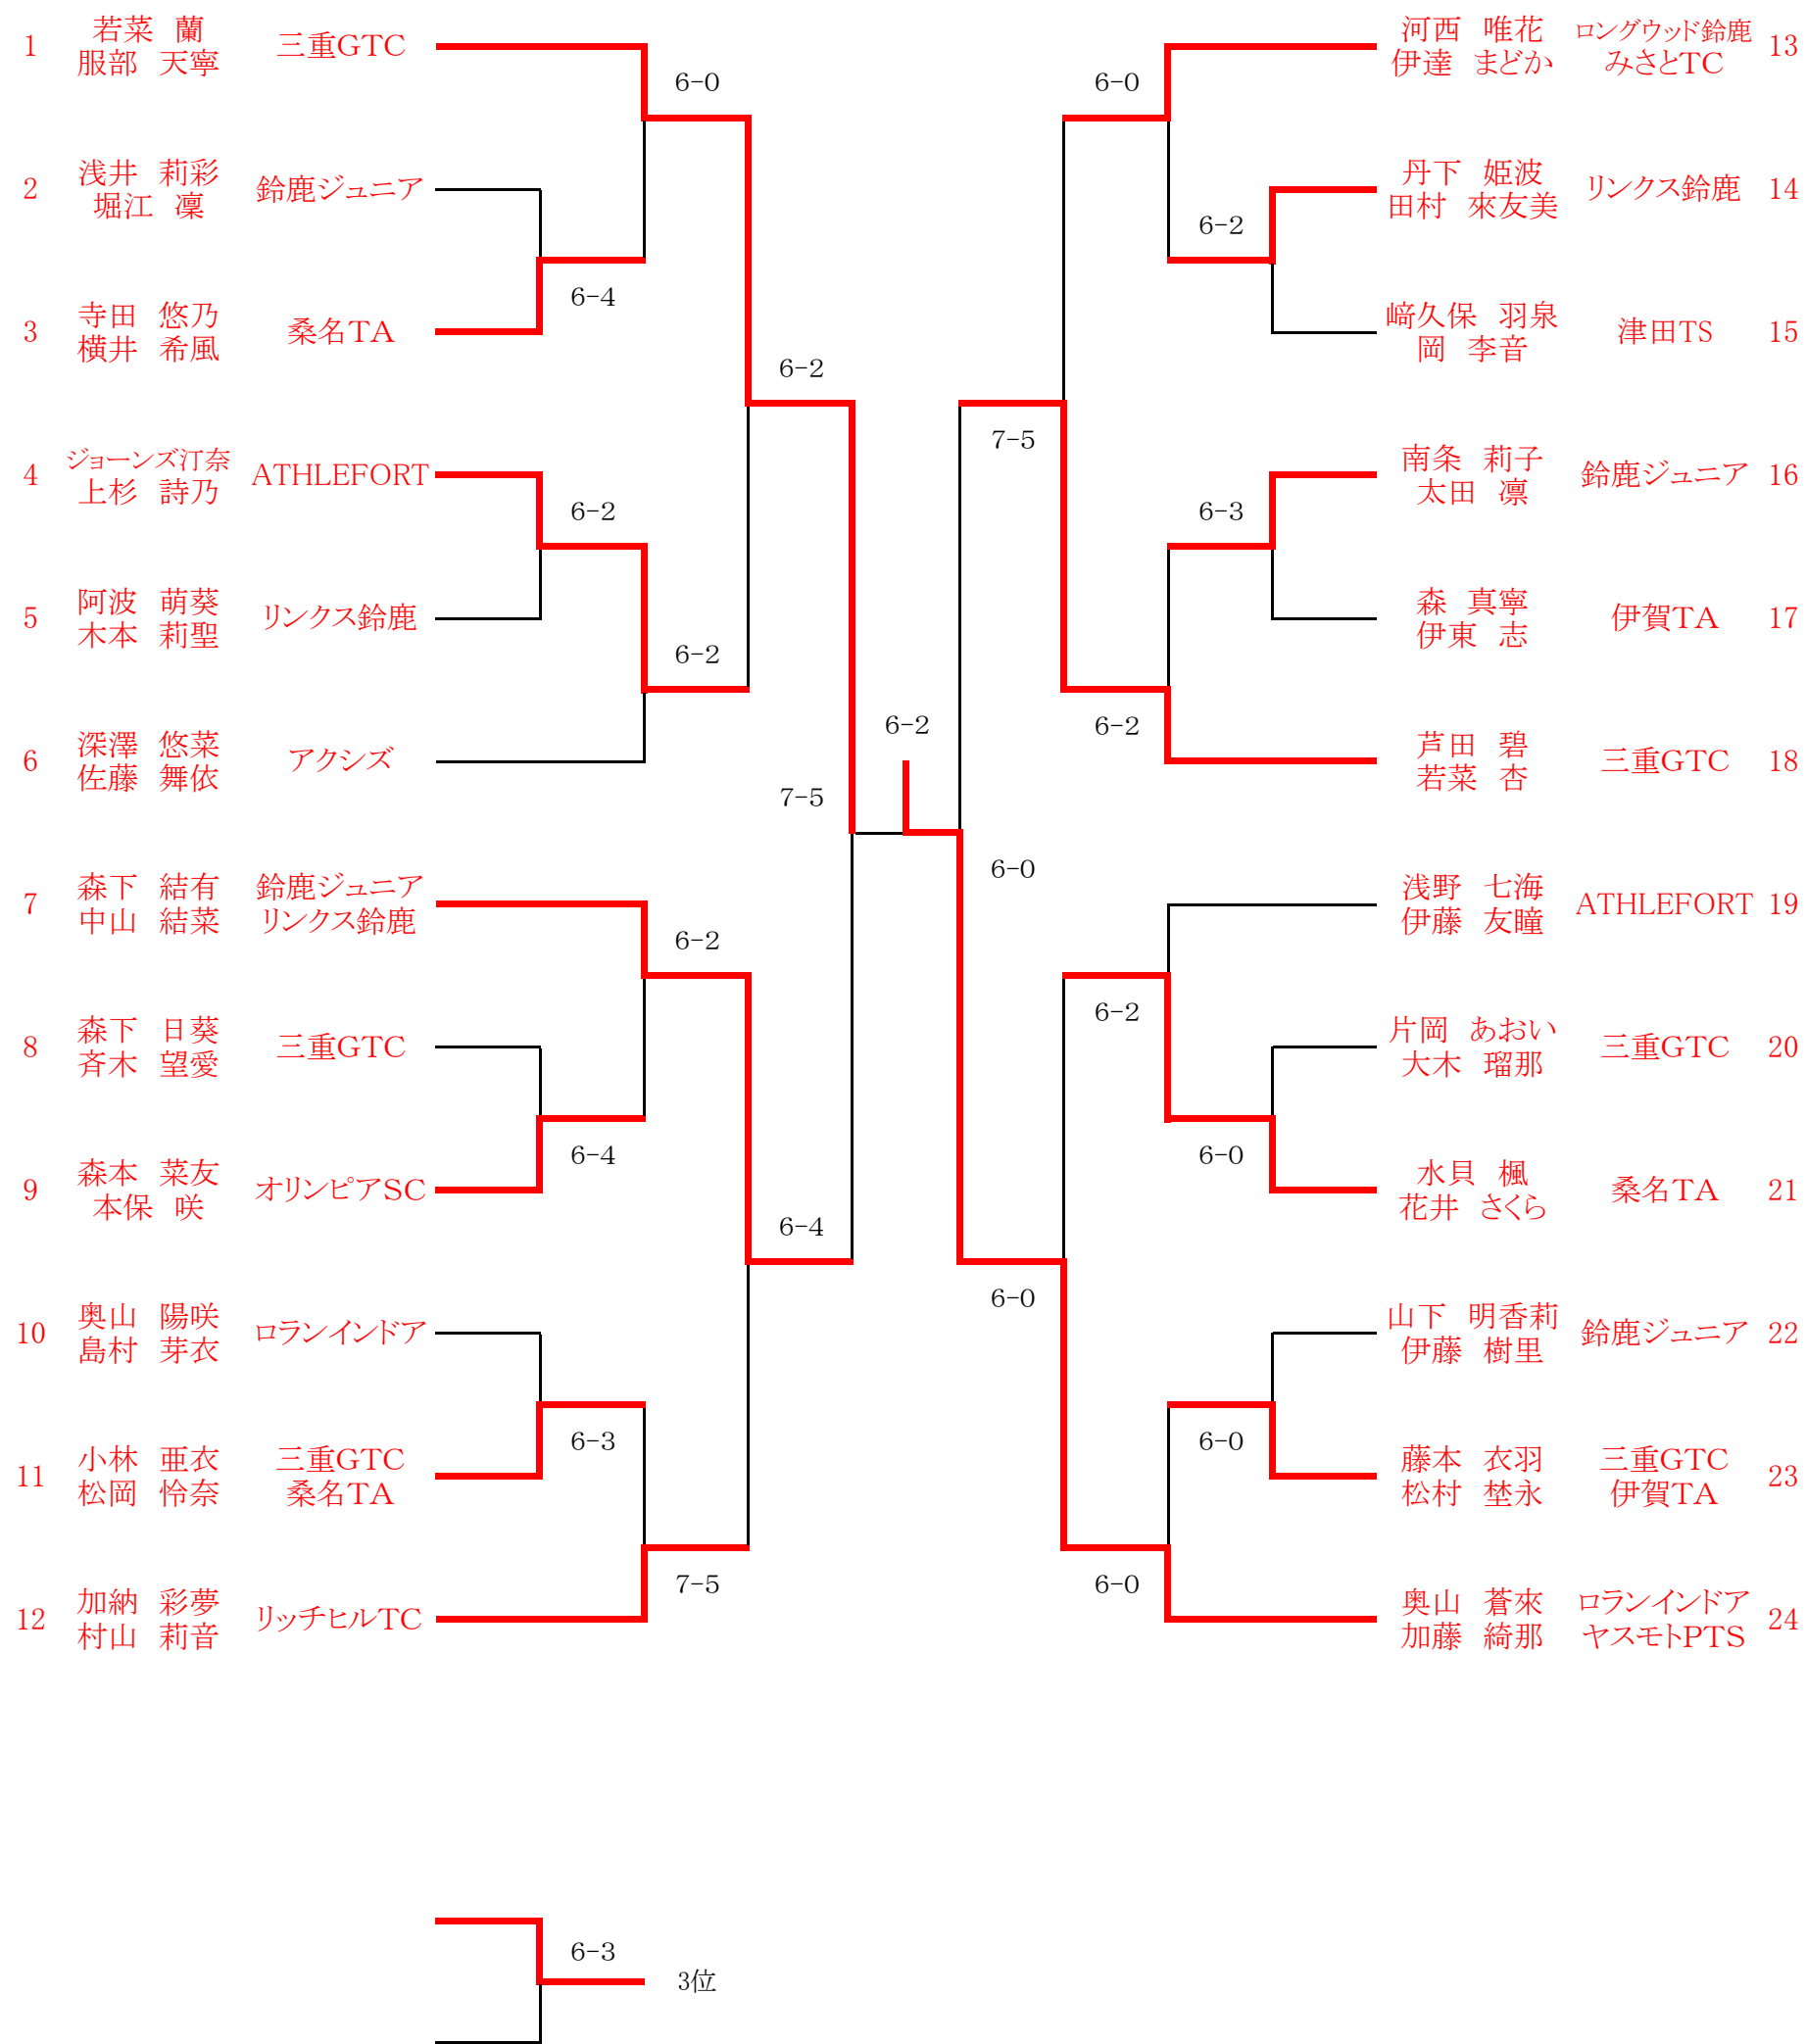 1 若菜 蘭 三重GTC
服部 天寧
6-0
2 浅井 莉彩 鈴鹿ジュニア
堀江 凜
6-4
3 寺田 悠乃 桑名TA
横井 希風
6-2
4 ジョーンズ汀奈 ATHLEFORT
上杉 詩乃
6-2
5 阿波 萌葵 リンクス鈴鹿
木本 莉聖
6-2
6 深澤 悠菜 アクシズ
佐藤 舞依
7-5
7 森下 結有 鈴鹿ジュニア
中山 結菜 リンクス鈴鹿
6-2
8 森下 日葵 三重GTC
斉木 望愛
6-4
9 森本 菜友 オリンピアSC
本保 咲
6-4
10 奥山 陽咲 ロランインドア
島村 芽衣
6-3
11 小林 亜衣 三重GTC
松岡 怜奈 桑名TA
7-5
12 加納 彩夢 リッチヒルTC
村山 莉音
6-2
河西 唯花 ロングウッド鈴鹿 13
伊達 まどか みさとTC
6-0
丹下 姫波 リンクス鈴鹿 14
田村 來友美
6-2
﨑久保 羽泉 津田TS 15
岡 李音
7-5
南条 莉子 鈴鹿ジュニア 16
太田 凛
6-3
森 真寧 伊賀TA 17
伊東 志
6-2
芦田 碧 三重GTC 18
若菜 杏
6-0
浅野 七海 ATHLEFORT 19
伊藤 友瞳
6-2
片岡 あおい 三重GTC 20
大木 瑠那
6-0
水貝 楓 桑名TA 21
花井 さくら
6-0
山下 明香莉 鈴鹿ジュニア 22
伊藤 樹里
6-0
藤本 衣羽 三重GTC 23
松村 埜永 伊賀TA
6-0
奥山 蒼來 ロランインドア 24
加藤 綺那 ヤスモトPTS
6-3
3位